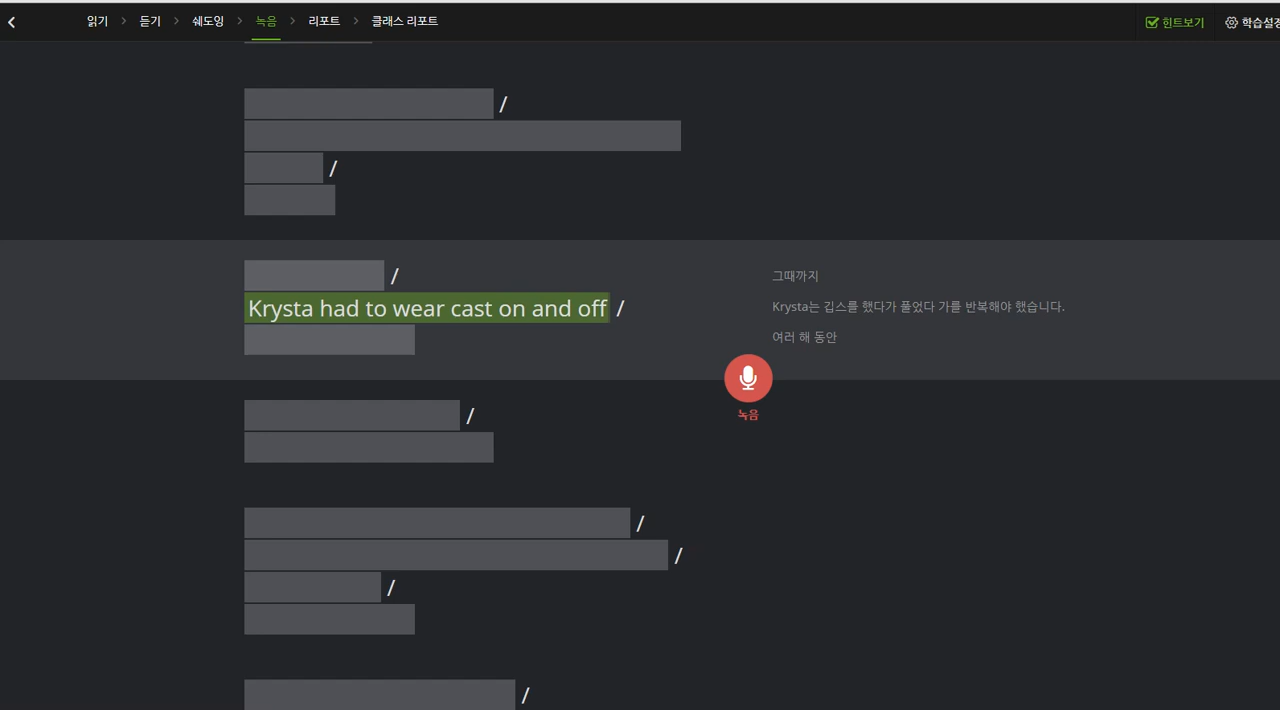 읽기 > 듣기 > 쉐도잉 > 녹음 > 리포트 > 클래스 리포트
힌트보기
학습설정
/
/
/
Krysta had to wear cast on and off /
그때까지
Krysta는 깁스를 했다가 풀었다 가를 반복해야 했습니다.
여러 해 동안
녹음
/
/
/
/
/